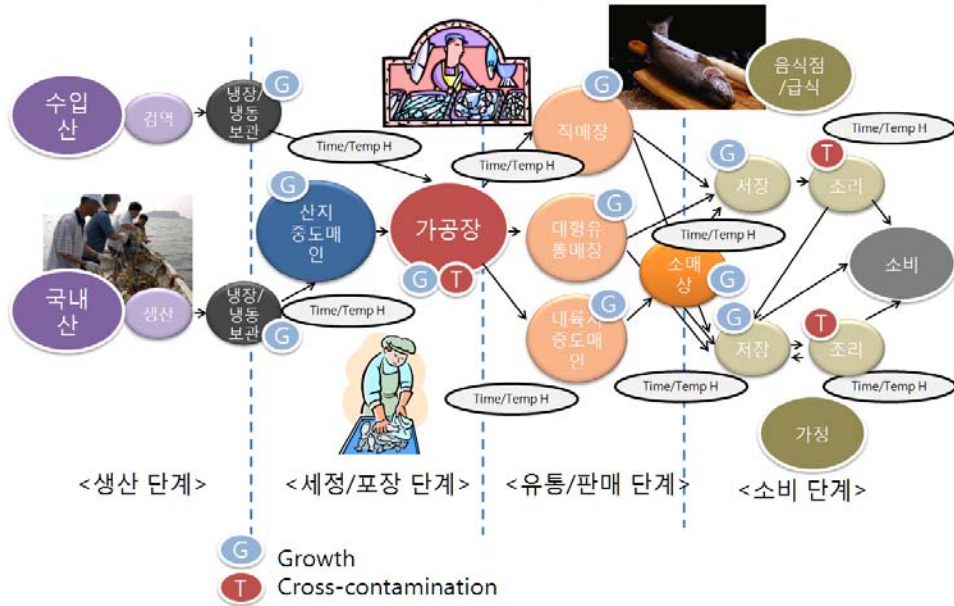 음식점
/급식
수입
산
검역
냉장/
냉동
보관
G
Time/Temp H
Time/Temp H
G
직매장
Time/Temp H
G
저장
T
조리
G
산지
중도매
인
가공장
G
T
G
대형유
통매장
Time/Temp H
소매
상
G
소비
국내
산
생산
냉장/
냉동
보관
G
Time/Temp H
G
내륙지
중도매
인
G
저장
T
조리
Time/Temp H
Time/Temp H
Time/Temp H
가정
<생산 단계>
<세정/포장 단계>
<유통/판매 단계>
<소비 단계>
G Growth
T Cross-contamination